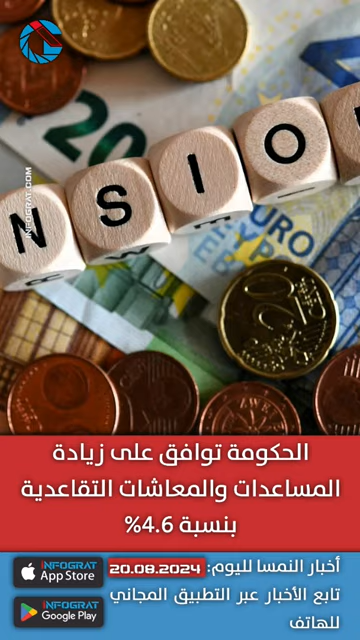 INFOGRAT.COM
NSIO
الحكومة توافق على زيادة
المساعدات والمعاشات التقاعدية
بنسبة 4.6%
أخبار النمسا لليوم: 20.08.2024
تابع الأخبار عبر التطبيق المجاني
للهاتف
INFOGRAT
App Store
INFOGRAT
Google Play